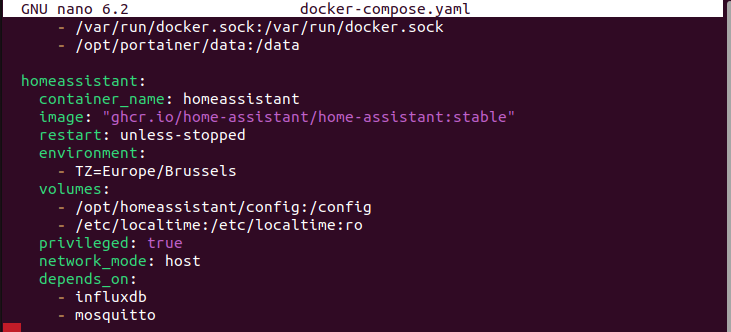 GNU nano 6.2 docker-compose.yaml
- /var/run/docker.sock:/var/run/docker.sock
- /opt/portainer/data:/data
homeassistant:
container_name: homeassistant
image: "ghcr.io/home-assistant/home-assistant:stable"
restart: unless-stopped
environment:
- TZ=Europe/Brussels
volumes:
- /opt/homeassistant/config:/config
- /etc/localtime:/etc/localtime:ro
privileged: true
network_mode: host
depends_on:
- influxdb
- mosquitto